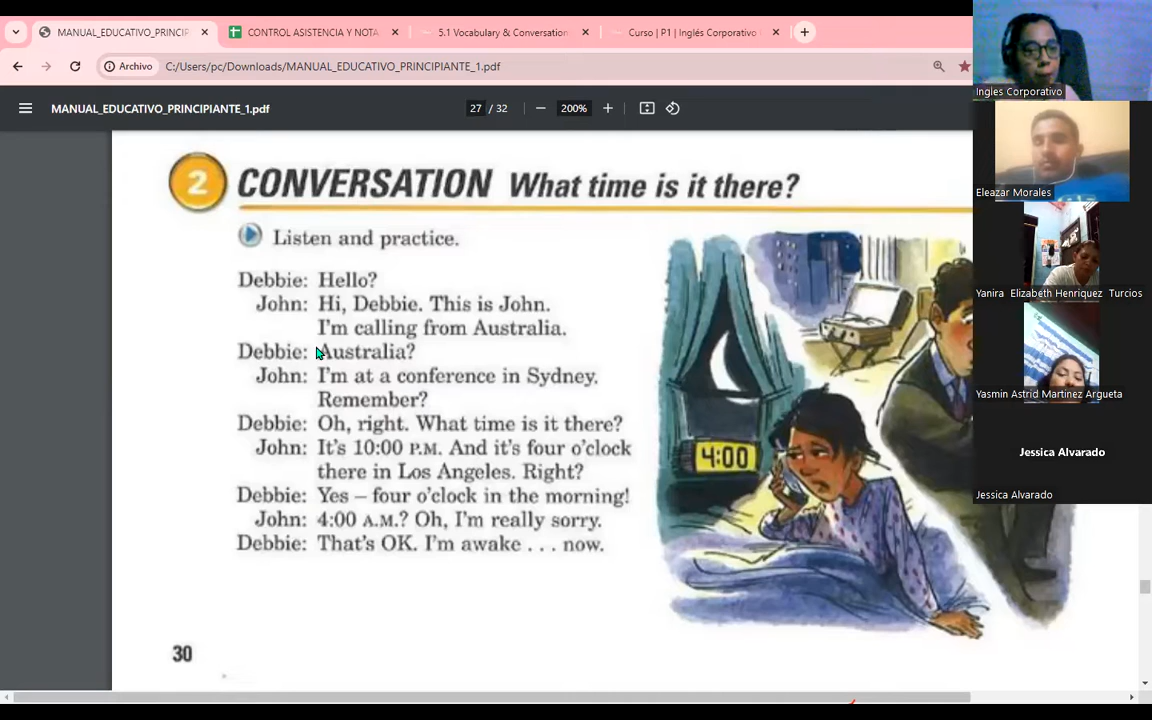 MANUAL_EDUCATIVO_PRINCIP
CONTROL ASISTENCIA Y NOTA
5.1 Vocabulary & Conversation
Curso | P1 | Inglés Corporativo
Archivo
C:/Users/pc/Downloads/MANUAL_EDUCATIVO_PRINCIPIANTE_1.pdf
MANUAL_EDUCATIVO_PRINCIPIANTE_1.pdf
27 / 32
200%
2 CONVERSATION What time is it there?
Listen and practice.
Debbie: Hello?
John: Hi, Debbie. This is John.
I'm calling from Australia.
Debbie: Australia?
John: I'm at a conference in Sydney.
Remember?
Debbie: Oh, right. What time is it there?
John: It's 10:00 P.M. And it's four o'clock
there in Los Angeles. Right?
Debbie: Yes – four o'clock in the morning!
John: 4:00 A.M.? Oh, I'm really sorry.
Debbie: That's OK. I'm awake . . . now.
4:00
30
Ingles Corporativo
Eleazar Morales
Yanira Elizabeth Henriquez Turcios
Yasmin Astrid Martinez Argueta
Jessica Alvarado
Jessica Alvarado